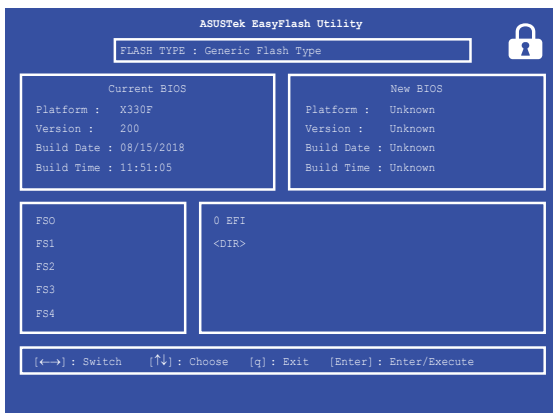 ASUSTek EasyFlash Utility
FLASH TYPE : Generic Flash Type
Current BIOS
Platform : X330F
Version : 200
Build Date : 08/15/2018
Build Time : 11:51:05
New BIOS
Platform : Unknown
Version : Unknown
Build Date : Unknown
Build Time : Unknown
FS0
FS1
FS2
FS3
FS4
0 EFI
<DIR>
[←→] : Switch [↑↓] : Choose [q] : Exit [Enter] : Enter/Execute